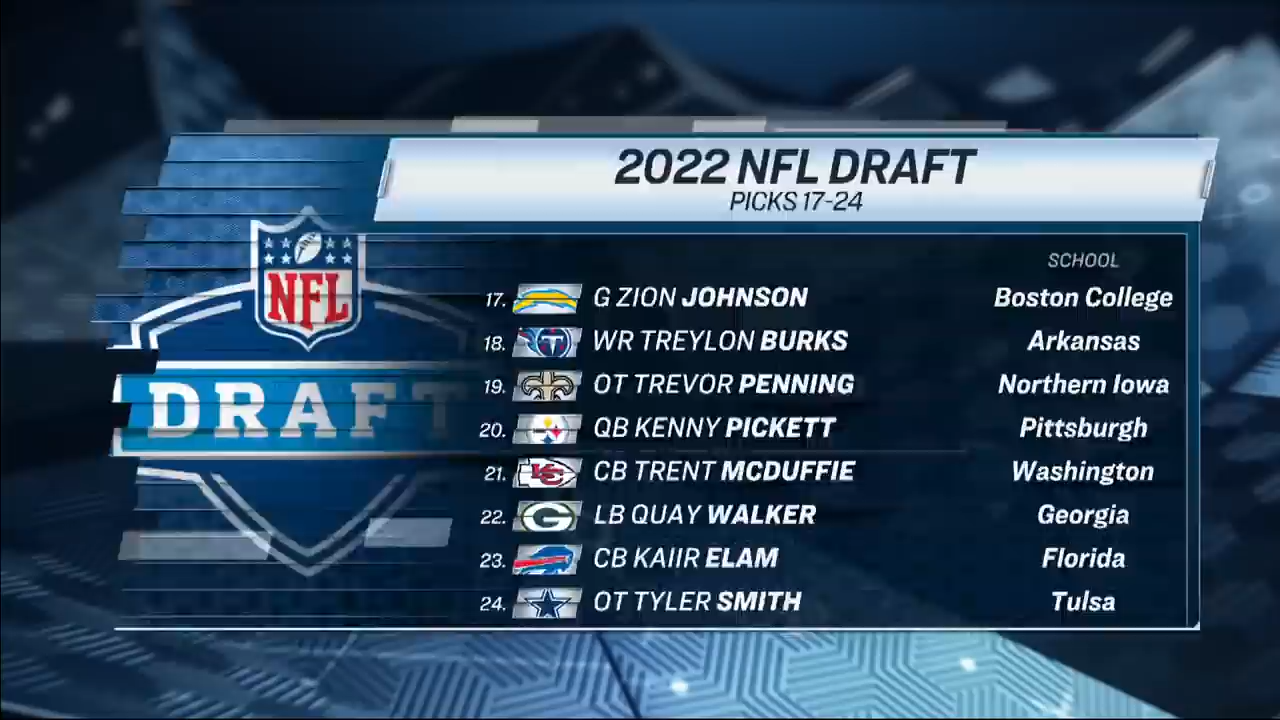 2022 NFL DRAFT
PICKS 17-24
NFL
DRAFT
SCHOOL
17. G ZION JOHNSON Boston College
18. WR TREYLON BURKS Arkansas
19. OT TREVOR PENNING Northern Iowa
20. QB KENNY PICKETT Pittsburgh
21. KC CB TRENT MCDUFFIE Washington
22. G LB QUAY WALKER Georgia
23. CB KAIIR ELAM Florida
24. OT TYLER SMITH Tulsa